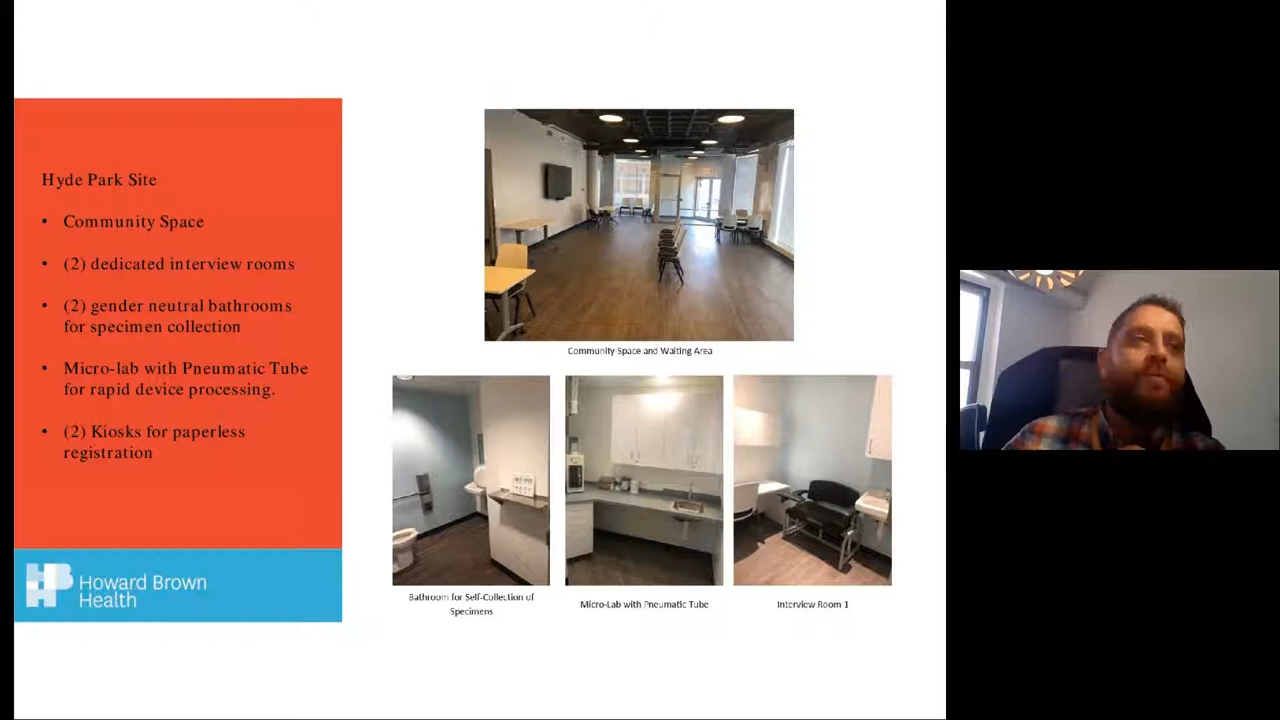 Hyde Park Site
• Community Space
• (2) dedicated interview rooms
• (2) gender neutral bathrooms
for specimen collection
• Micro-lab with Pneumatic Tube
for rapid device processing.
• (2) Kiosks for paperless
registration
Howard Brown
Health
Community Space and Waiting Area
Bathroom for Self-Collection of
Specimens
Micro-Lab with Pneumatic Tube
Interview Room 1